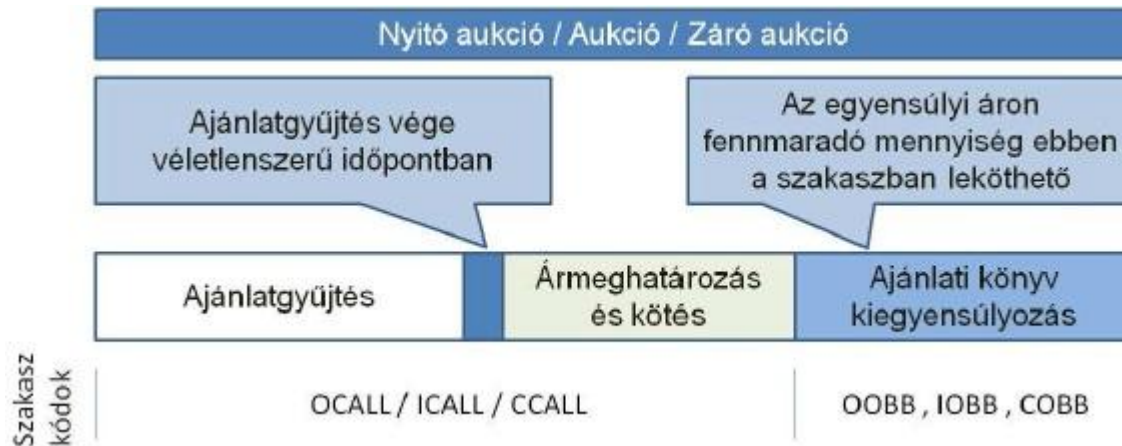 Nyitó aukció / Aukció / Záró aukció
Ajánlatgyűjtés vége
véletlenszerű időpontban
Az egyensúlyi áron
fennmaradó mennyiség ebben
a szakaszban leköthető
Ajánlatgyűjtés
Ármeghatározás
és kötés
Ajánlati könyv
kiegyensúlyozás
Szakasz
kódok
OCALL / ICALL / CCALL
OOBB , IOBB , COBB